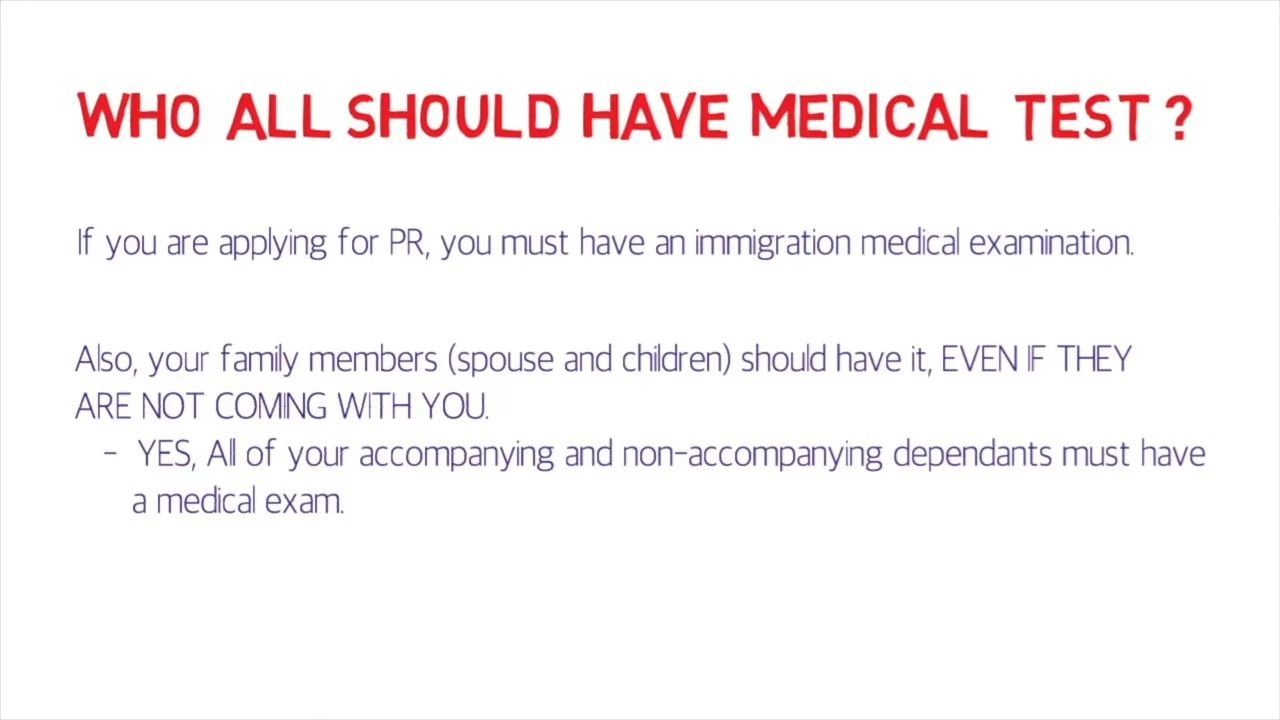 WHO ALL SHOULD HAVE MEDICAL TEST ?
If you are applying for PR, you must have an immigration medical examination.
Also, your family members (spouse and children) should have it, EVEN IF THEY
ARE NOT COMING WITH YOU.
- YES, All of your accompanying and non-accompanying dependants must have
a medical exam.